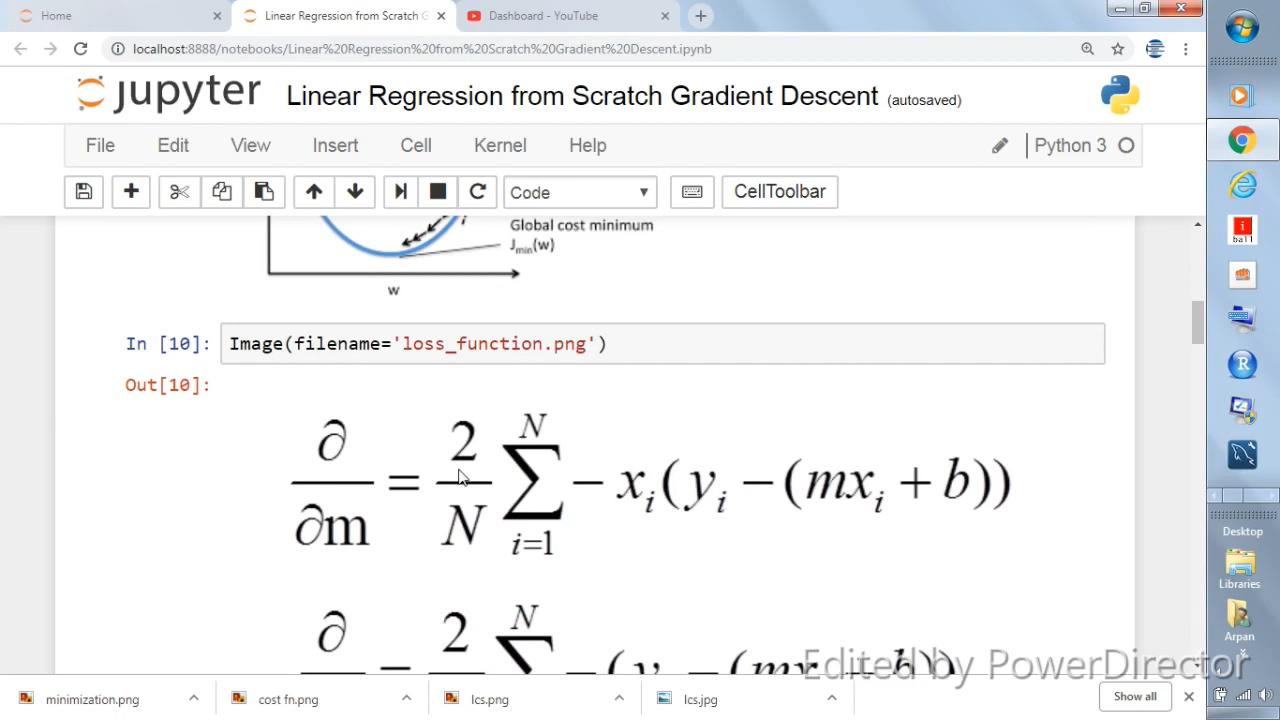 Home
Linear Regression from Scratch G
Dashboard - YouTube
localhost:8888/notebooks/Linear%20Regression%20from%20Scratch%20Gradient%20Descent.ipynb
jupyter Linear Regression from Scratch Gradient Descent (autosaved)
File Edit View Insert Cell Kernel Help Python 3
Code CellToolbar
Global cost minimum
Jmin(w)
w
In [10]: Image(filename='loss_function.png')
Out[10]:
∂/∂m = 2/N ∑_{i=1}^{N} − x_i(y_i − (mx_i + b))
∂ = 2 ∑^{N} − (y − (mx + b))
Edited by PowerDirector
minimization.png
cost fn.png
lcs.png
lcs.jpg
Show all
i
ball
R
Desktop
Libraries
Arpan